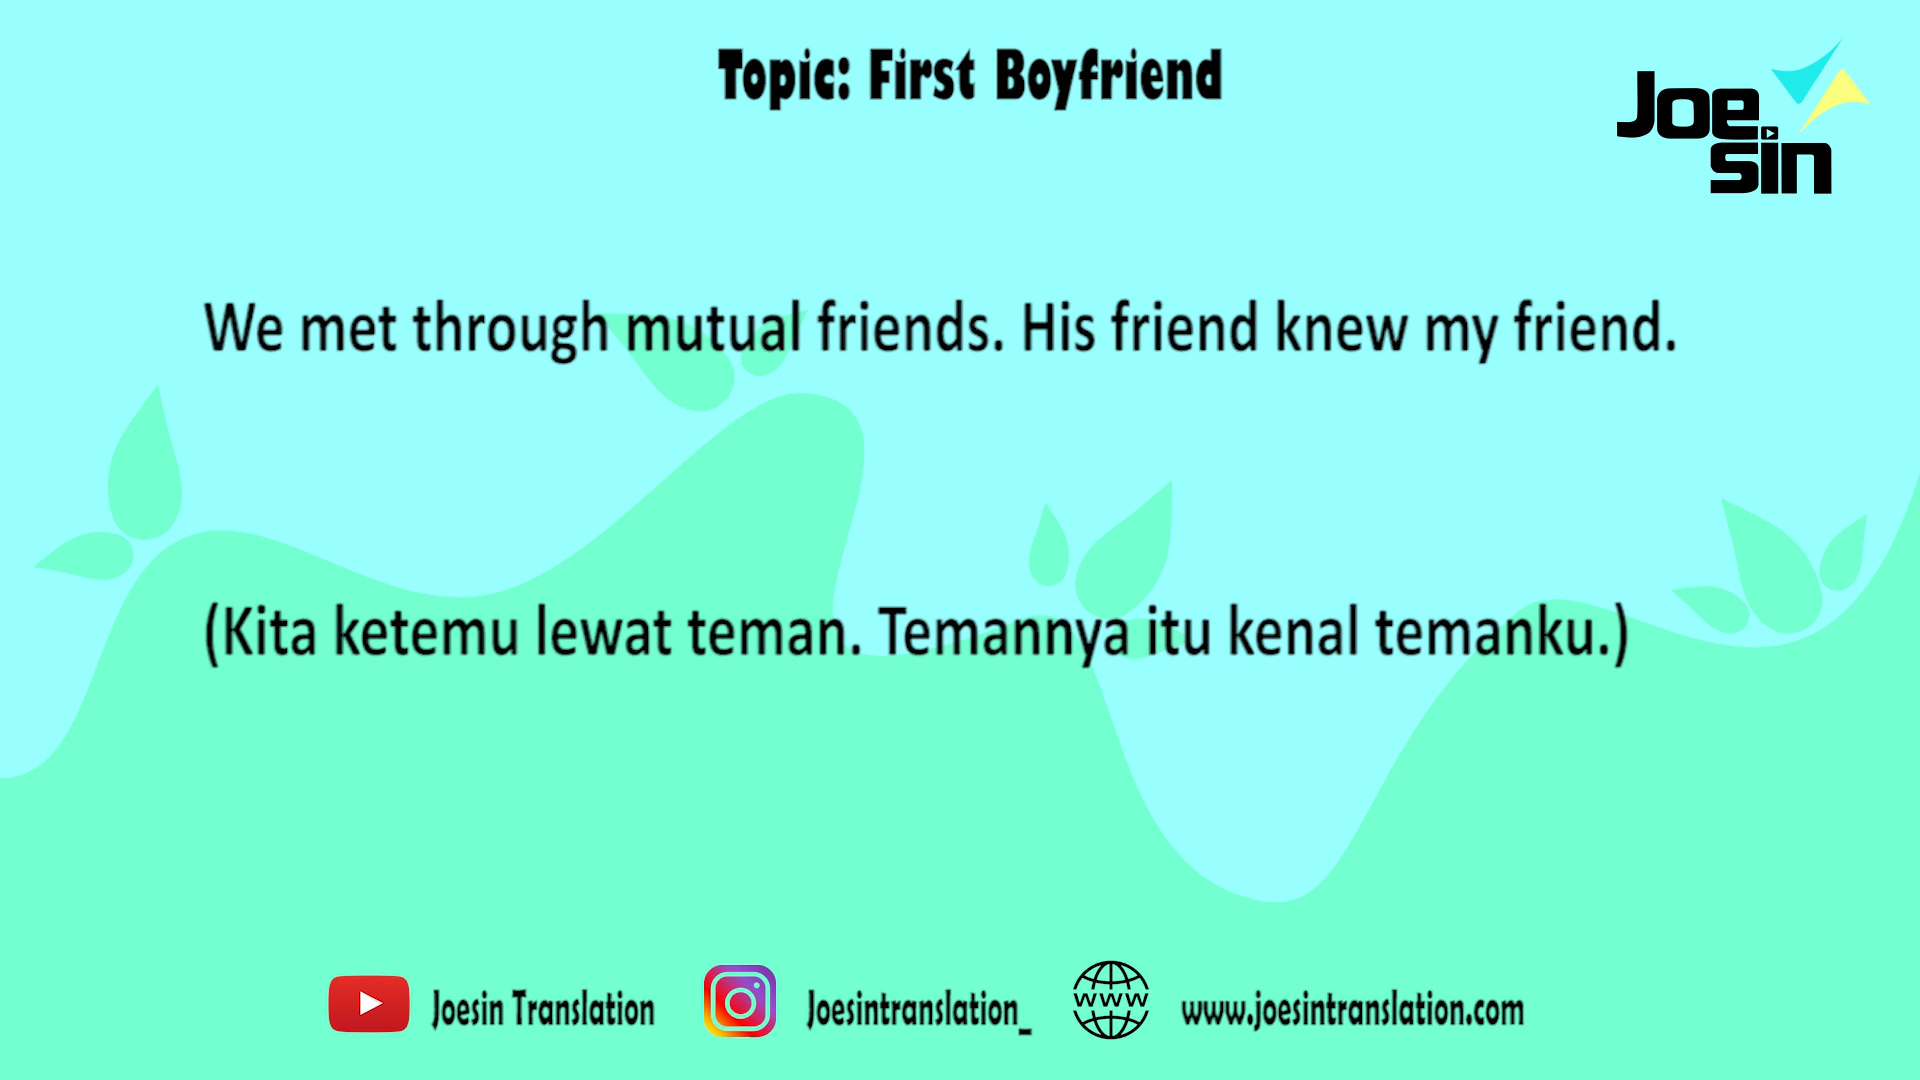 Topic: First Boyfriend
Joe
sin
We met through mutual friends. His friend knew my friend.
(Kita ketemu lewat teman. Temannya itu kenal temanku.)
Joesin Translation
Joesintranslation_
www
www.joesintranslation.com